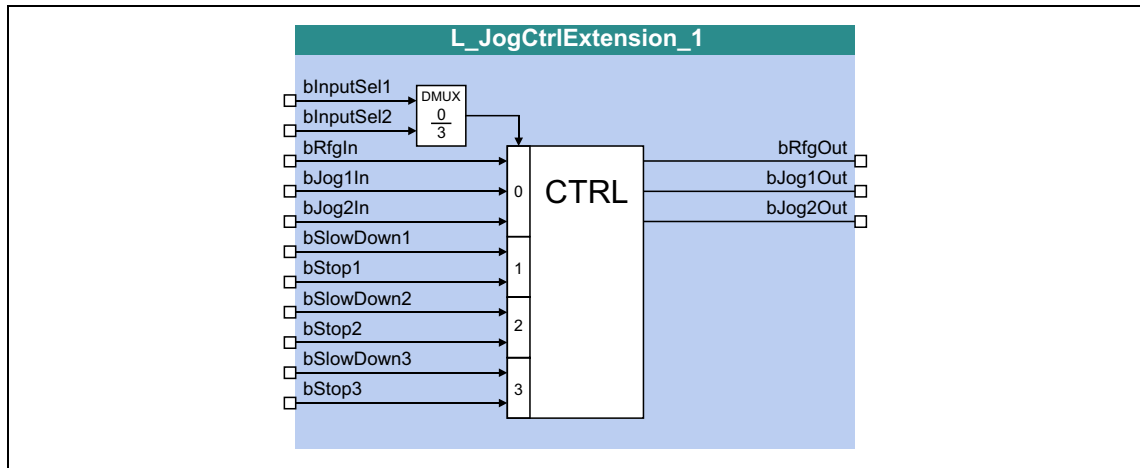 L_JogCtrlExtension_1
bInputSel1
bInputSel2
DMUX
0
3
bRfgIn
bJog1In
bJog2In
bSlowDown1
bStop1
bSlowDown2
bStop2
bSlowDown3
bStop3
0
1
2
3
CTRL
bRfgOut
bJog1Out
bJog2Out